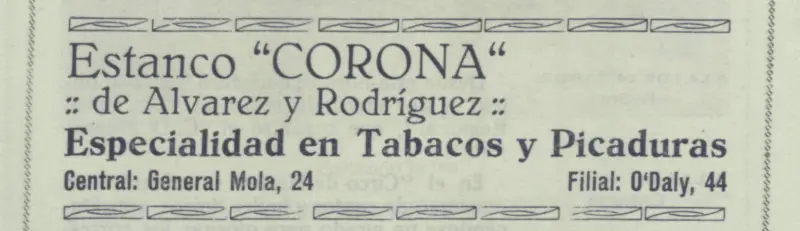 Estanco “CORONA“
:: de Alvarez y Rodríguez ::
Especialidad en Tabacos y Picaduras
Central: General Mola, 24 Filial: O‘Daly, 44